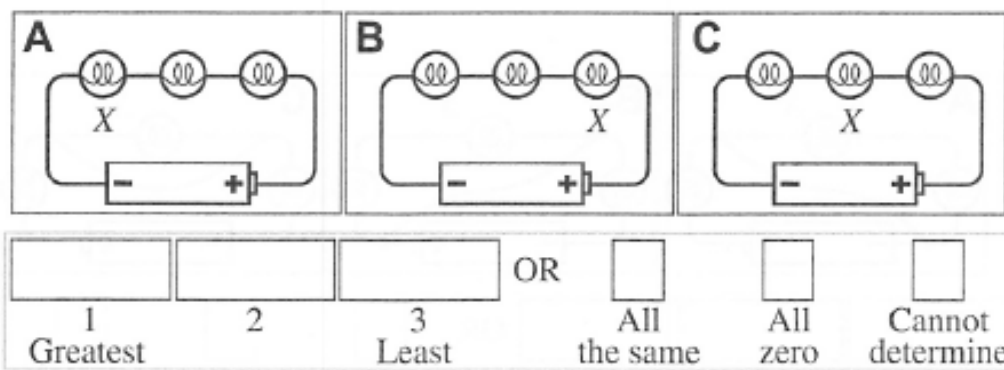 A B C
X X X
− + − + − +
OR
1 2 3 All All Cannot
Greatest Least the same zero determine